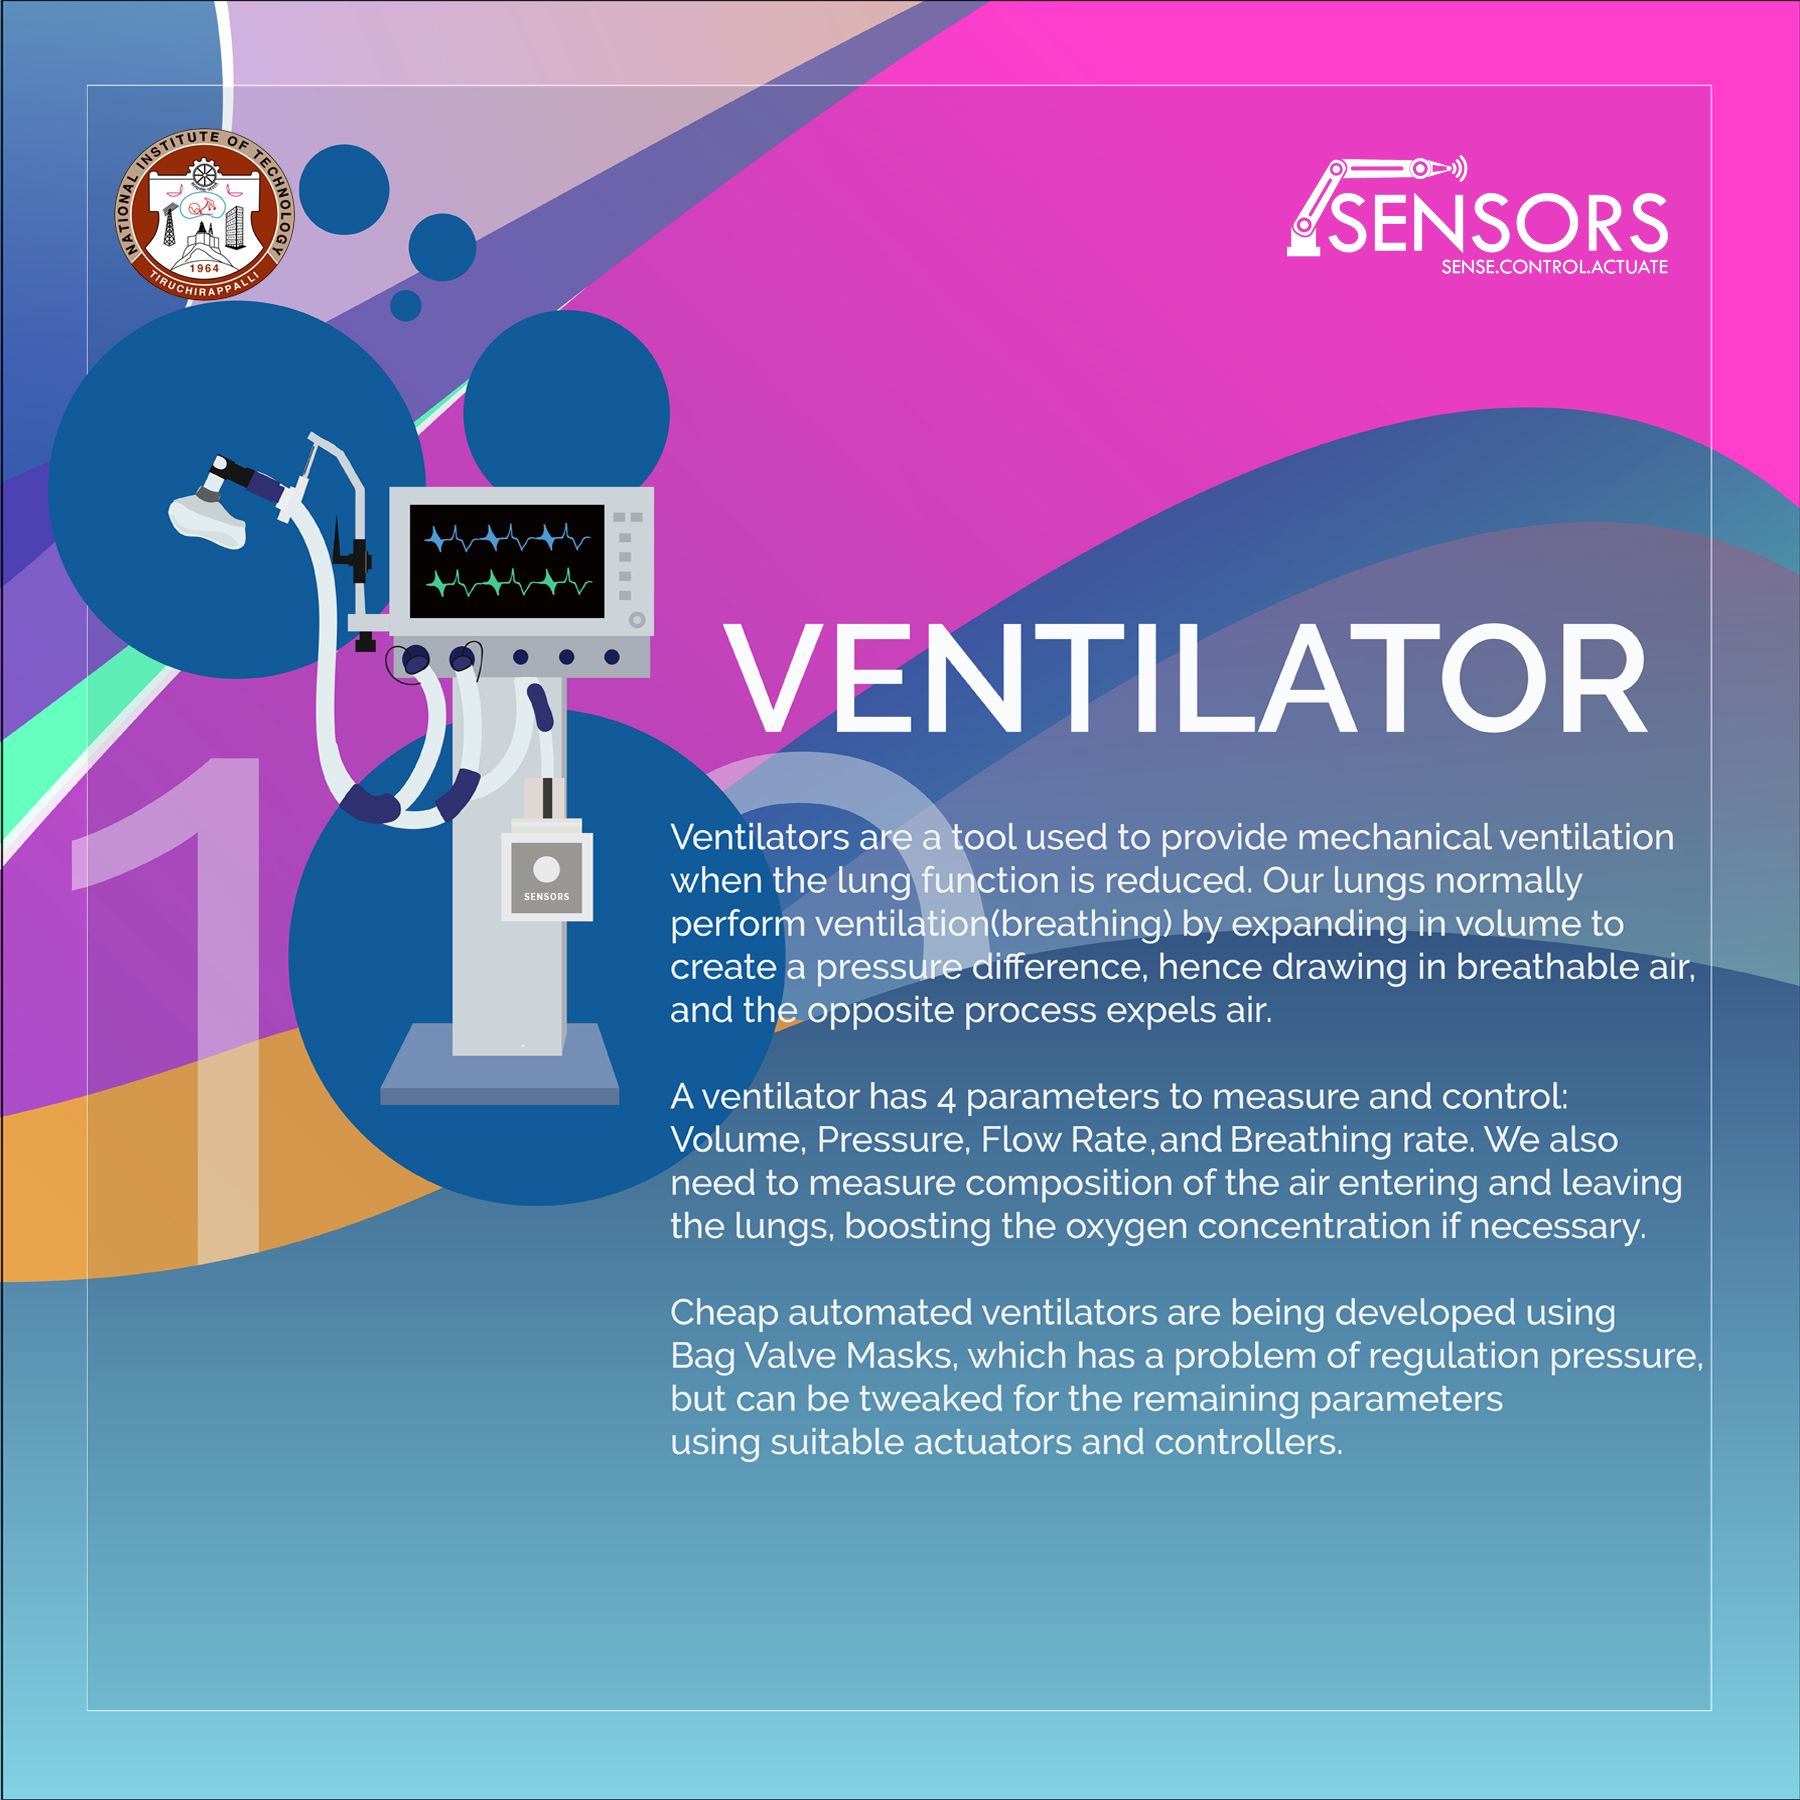 NATIONAL INSTITUTE OF TECHNOLOGY
1964
TIRUCHIRAPPALLI
SENSORS
SENSE.CONTROL.ACTUATE
VENTILATOR
Ventilators are a tool used to provide mechanical ventilation
when the lung function is reduced. Our lungs normally
perform ventilation(breathing) by expanding in volume to
create a pressure difference, hence drawing in breathable air,
and the opposite process expels air.
A ventilator has 4 parameters to measure and control:
Volume, Pressure, Flow Rate,and Breathing rate. We also
need to measure composition of the air entering and leaving
the lungs, boosting the oxygen concentration if necessary.
Cheap automated ventilators are being developed using
Bag Valve Masks, which has a problem of regulation pressure,
but can be tweaked for the remaining parameters
using suitable actuators and controllers.
SENSORS